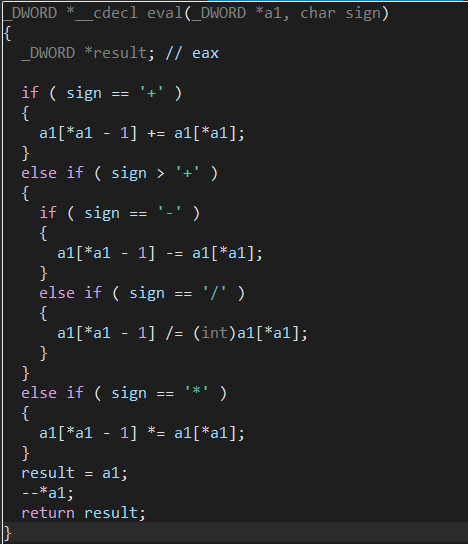 _DWORD *__cdecl eval(_DWORD *a1, char sign)
{
  _DWORD *result; // eax

  if ( sign == '+' )
  {
    a1[*a1 - 1] += a1[*a1];
  }
  else if ( sign > '+' )
  {
    if ( sign == '-' )
    {
      a1[*a1 - 1] -= a1[*a1];
    }
    else if ( sign == '/' )
    {
      a1[*a1 - 1] /= (int)a1[*a1];
    }
  }
  else if ( sign == '*' )
  {
    a1[*a1 - 1] *= a1[*a1];
  }
  result = a1;
  --*a1;
  return result;
}